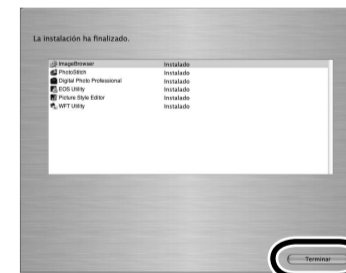 La instalación ha finalizado.
ImageBrowser Instalado
PhotoStitch Instalado
Digital Photo Professional Instalado
EOS Utility Instalado
Picture Style Editor Instalado
WFT Utility Instalado
Terminar